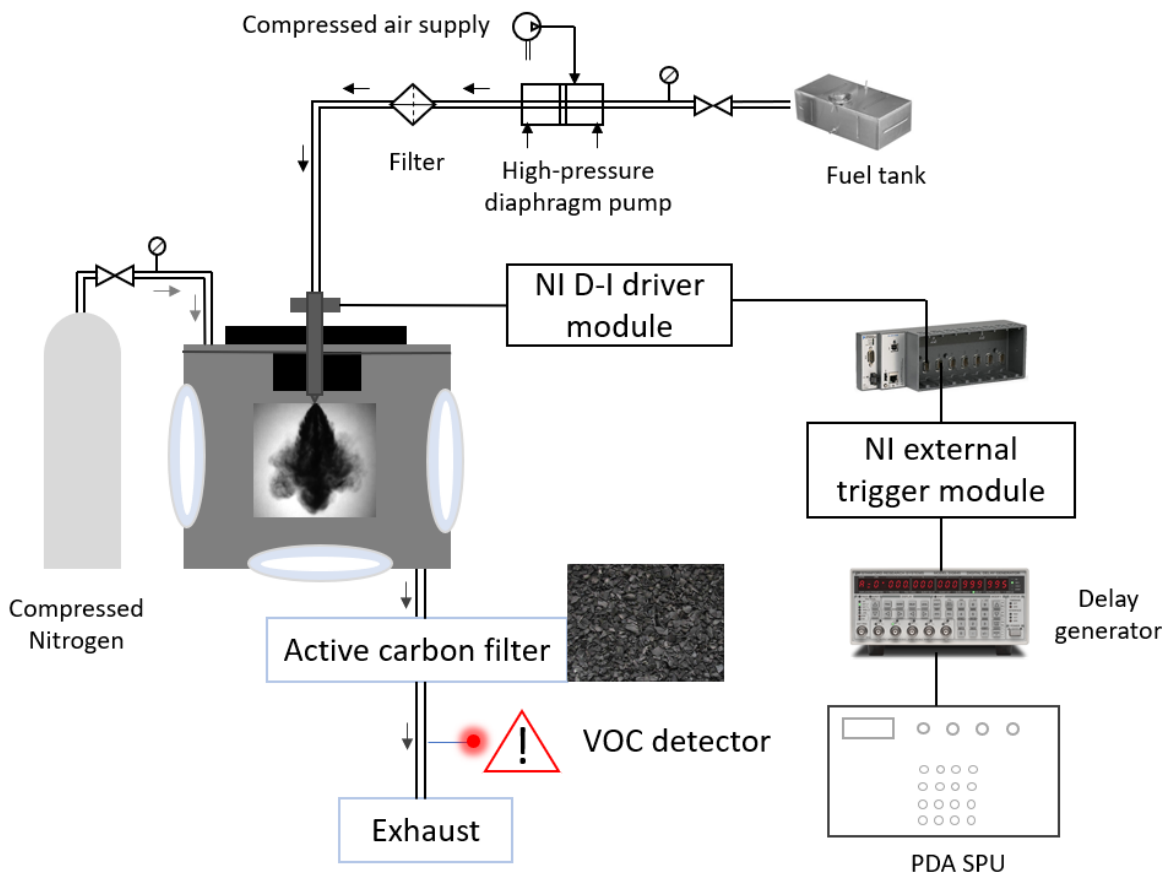 Compressed air supply
Filter
High-pressure
diaphragm pump
Fuel tank
NI D-I driver
module
NI external
trigger module
Compressed
Nitrogen
Active carbon filter
Delay
generator
!
VOC detector
Exhaust
PDA SPU